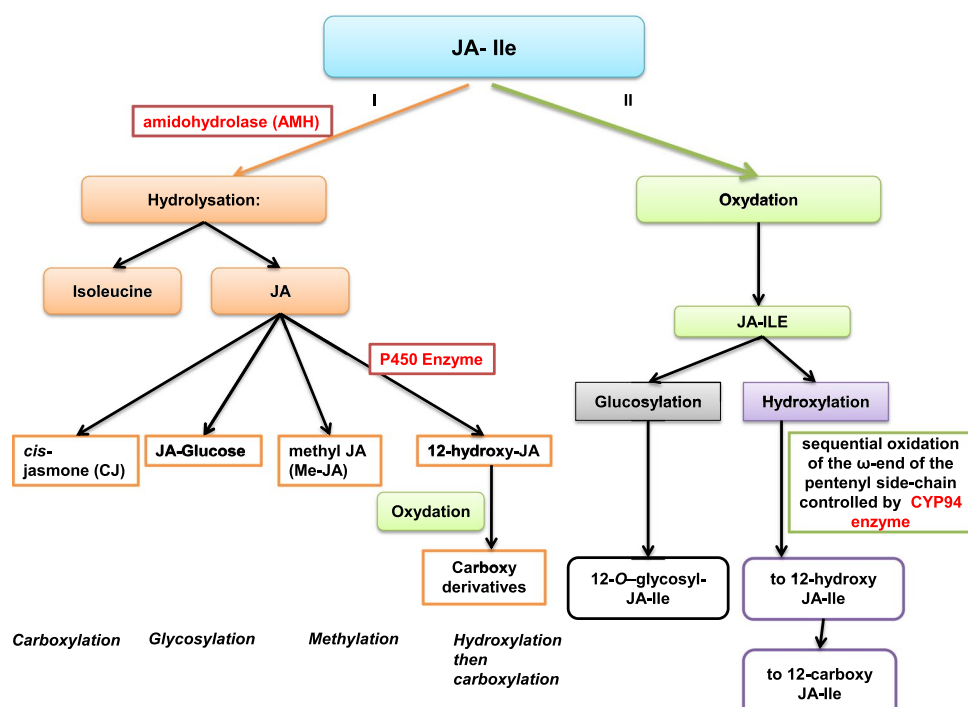 JA- Ile
I
II
amidohydrolase (AMH)
Hydrolysation:
Oxydation
Isoleucine
JA
JA-ILE
P450 Enzyme
Glucosylation
Hydroxylation
cis-
jasmone (CJ)
JA-Glucose
methyl JA
(Me-JA)
12-hydroxy-JA
sequential oxidation
of the ω-end of the
pentenyl side-chain
controlled by CYP94
enzyme
Oxydation
Carboxy
derivatives
12-O–glycosyl-
JA-Ile
to 12-hydroxy
JA-Ile
Carboxylation
Glycosylation
Methylation
Hydroxylation
then
carboxylation
to 12-carboxy
JA-Ile